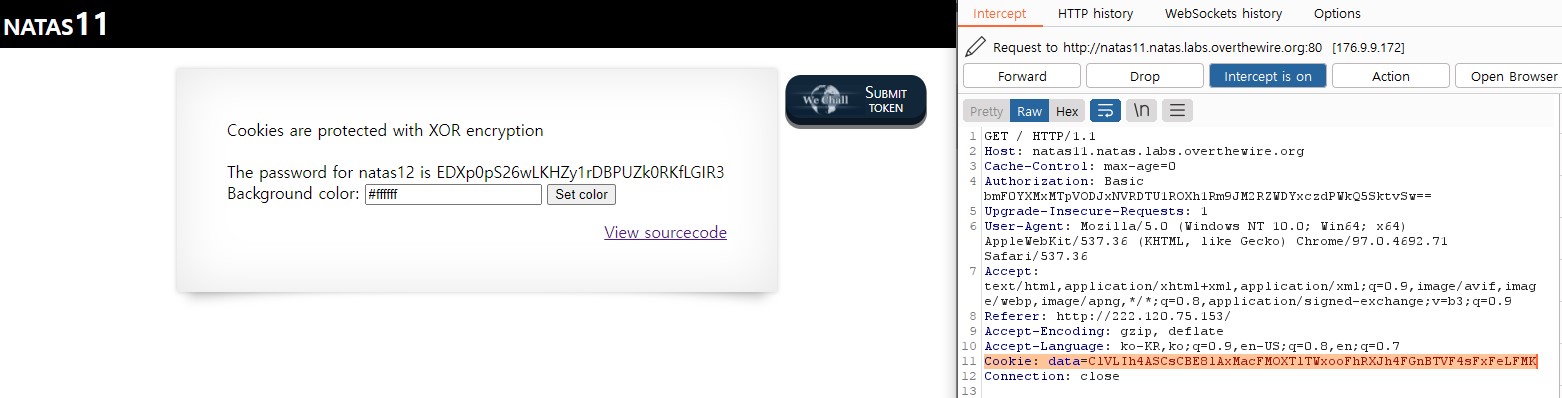 NATAS11
We Chall
SUBMIT TOKEN
Cookies are protected with XOR encryption
The password for natas12 is EDXp0pS26wLKHZy1rDBPUZk0RKfLGIR3
Background color: #ffffff Set color
View sourcecode
Intercept HTTP history WebSockets history Options
Request to http://natas11.natas.labs.overthewire.org:80 [176.9.9.172]
Forward Drop Intercept is on Action Open Browser
Pretty Raw Hex \n
1 GET / HTTP/1.1
2 Host: natas11.natas.labs.overthewire.org
3 Cache-Control: max-age=0
4 Authorization: Basic
bmF0YXMxMTpVODJxNVRDTU1ROXh1Rm9JM2RZWDYxczdPWkQ5SktvSw==
5 Upgrade-Insecure-Requests: 1
6 User-Agent: Mozilla/5.0 (Windows NT 10.0; Win64; x64)
AppleWebKit/537.36 (KHTML, like Gecko) Chrome/97.0.4692.71
Safari/537.36
7 Accept:
text/html,application/xhtml+xml,application/xml;q=0.9,image/avif,imag
e/webp,image/apng,*/*;q=0.8,application/signed-exchange;v=b3;q=0.9
8 Referer: http://222.120.75.153/
9 Accept-Encoding: gzip, deflate
10 Accept-Language: ko-KR,ko;q=0.9,en-US;q=0.8,en;q=0.7
11 Cookie: data=ClVLIh4ASCsCBE8lAxMacFMOXTlTWxooFhRXJh4FGnBTVF4sFxFeLFMK
12 Connection: close
13